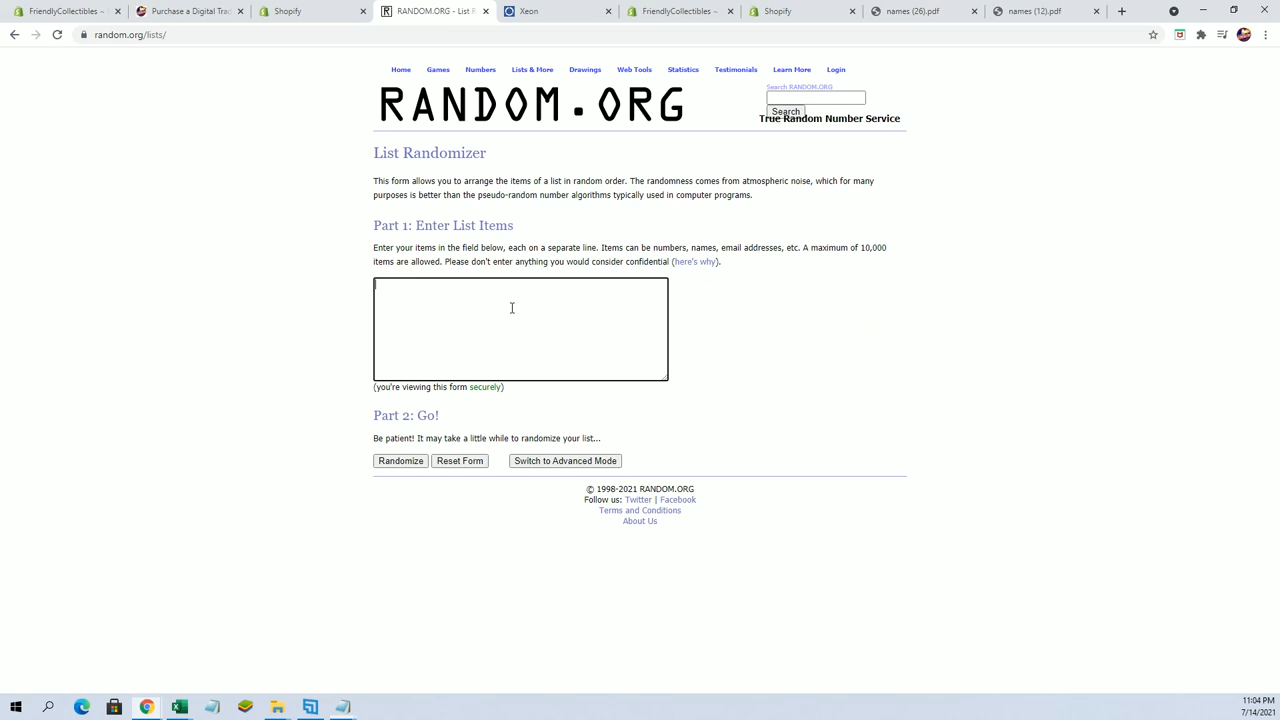 FriendlyCollectibles –
Purchase a Digital Tra
Shopify
RANDOM.ORG - List R
Xeon
FriendlyCollectibles –
Shopify
names (26).pdf
names (12).pdf
random.org/lists/
Home Games Numbers Lists & More Drawings Web Tools Statistics Testimonials Learn More Login
RANDOM.ORG
Search RANDOM.ORG
Search
True Random Number Service
List Randomizer
This form allows you to arrange the items of a list in random order. The randomness comes from atmospheric noise, which for many
purposes is better than the pseudo-random number algorithms typically used in computer programs.
Part 1: Enter List Items
Enter your items in the field below, each on a separate line. Items can be numbers, names, email addresses, etc. A maximum of 10,000
items are allowed. Please don't enter anything you would consider confidential (here's why).
(you're viewing this form securely)
Part 2: Go!
Be patient! It may take a little while to randomize your list...
Randomize Reset Form Switch to Advanced Mode
© 1998-2021 RANDOM.ORG
Follow us: Twitter | Facebook
Terms and Conditions
About Us
11:04 PM
7/14/2021